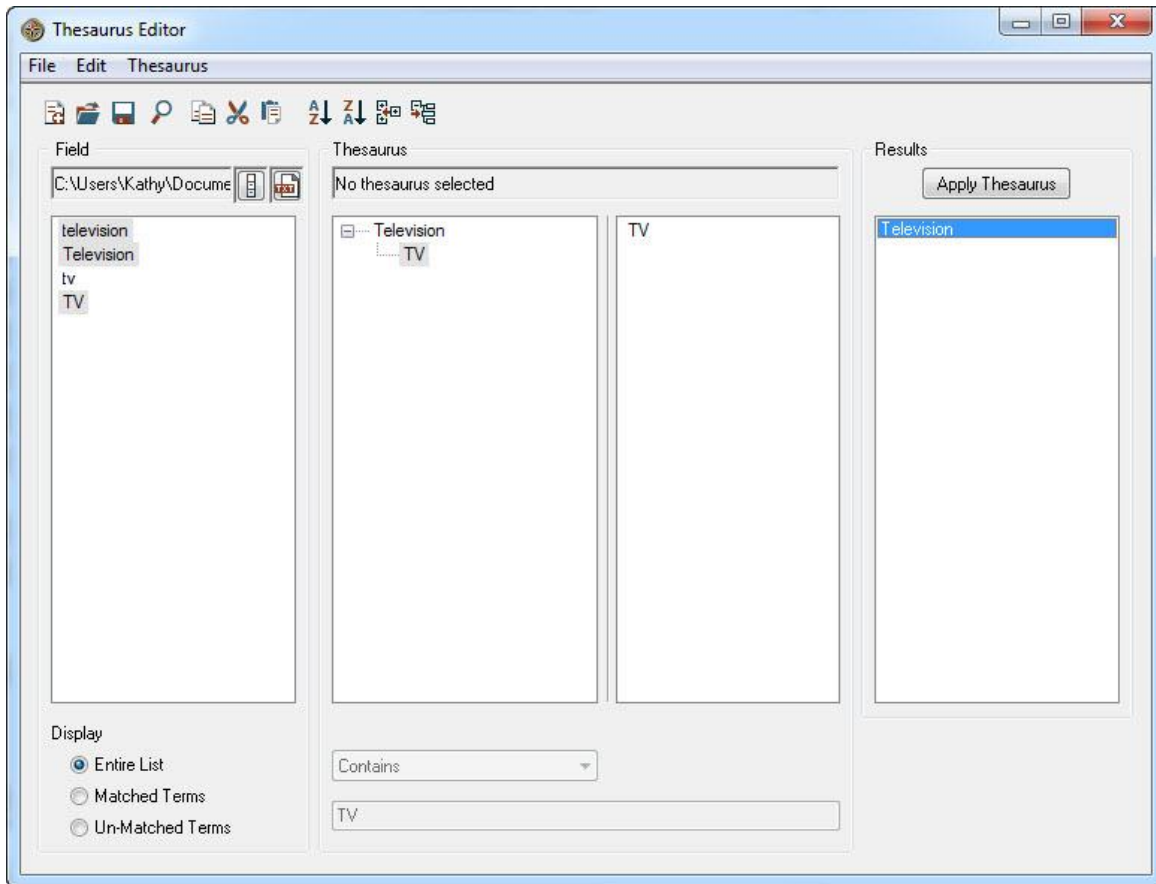 Thesaurus Editor
File Edit Thesaurus
Field
C:\Users\Kathy\Docume
television
Television
tv
TV
Display
Entire List
Matched Terms
Un-Matched Terms
Thesaurus
No thesaurus selected
Television
TV
TV
Contains
TV
Results
Apply Thesaurus
Television